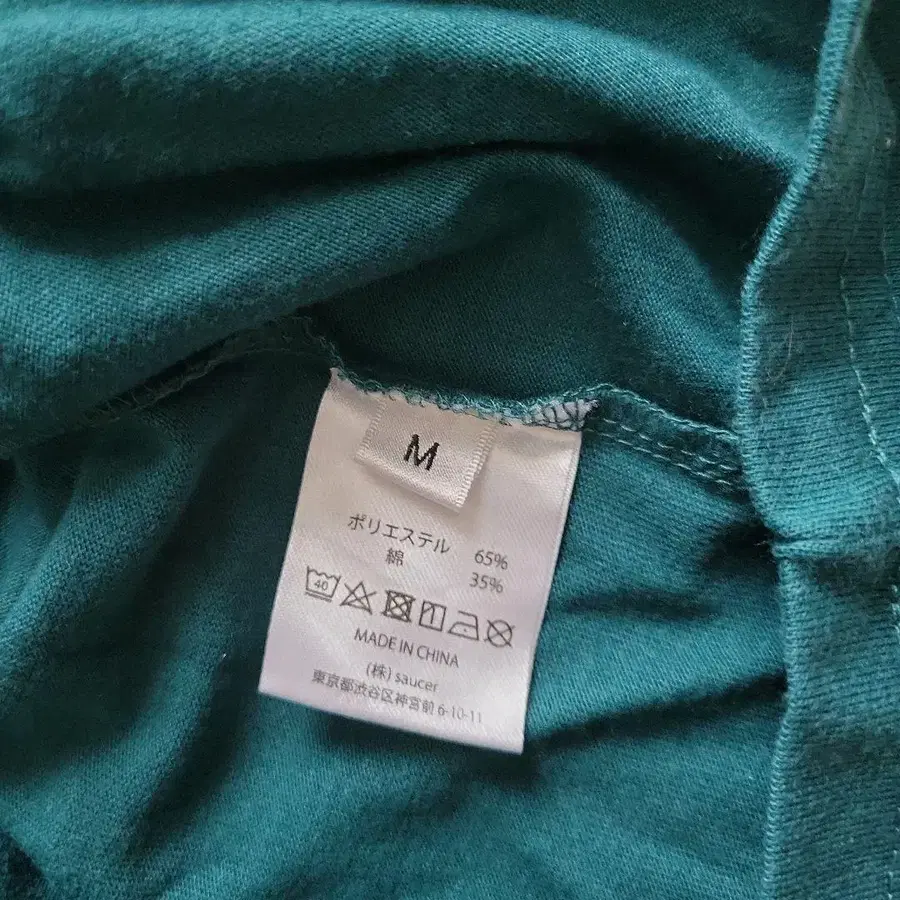 M
ポリエステル 65%
綿 35%
40
MADE IN CHINA
(株) saucer
東京都渋谷区神宮前 6-10-11